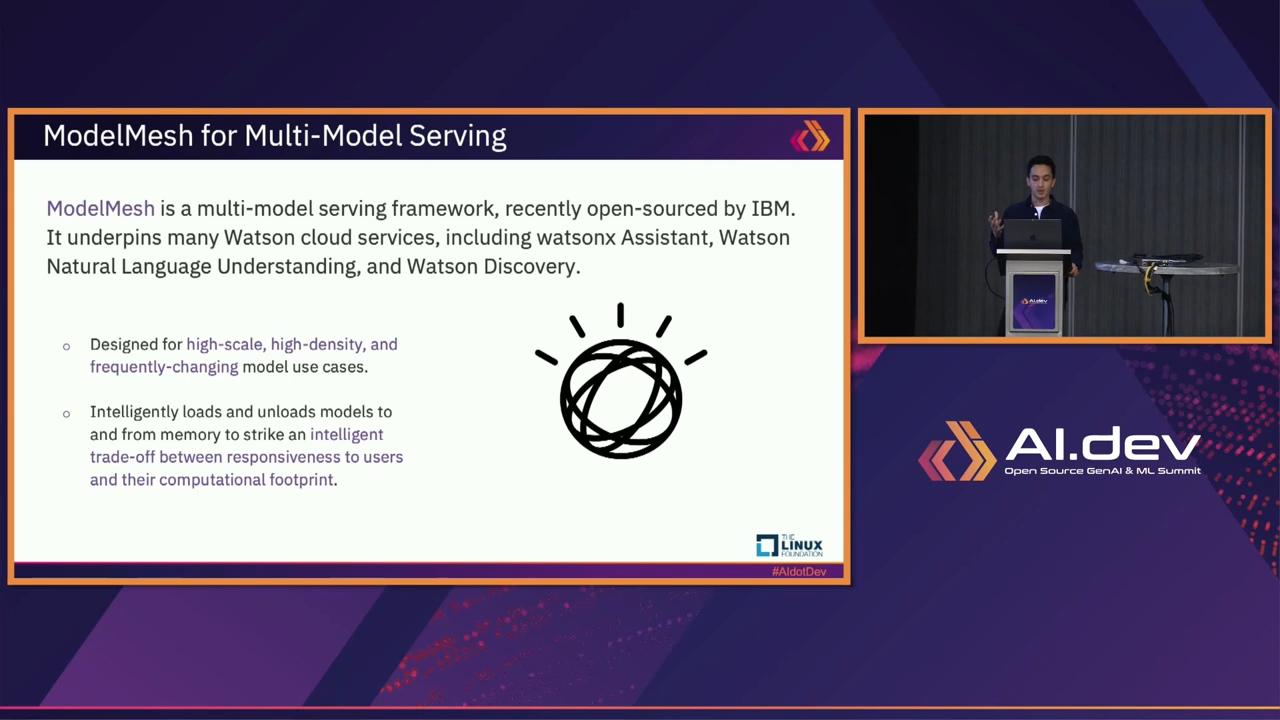 ModelMesh for Multi-Model Serving
ModelMesh is a multi-model serving framework, recently open-sourced by IBM.
It underpins many Watson cloud services, including watsonx Assistant, Watson
Natural Language Understanding, and Watson Discovery.
Designed for high-scale, high-density, and
frequently-changing model use cases.
Intelligently loads and unloads models to
and from memory to strike an intelligent
trade-off between responsiveness to users
and their computational footprint.
THE
LINUX
FOUNDATION
#AIdotDev
AI.dev
AI.dev
Open Source GenAI & ML Summit